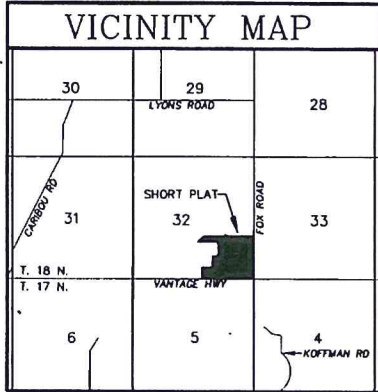 VICINITY MAP
30
29
28
LYONS ROAD
CARIBOU RD
31
SHORT PLAT
32
FOX ROAD
33
T. 18 N.
T. 17 N.
VANTAGE HWY
6
5
4
KOFFMAN RD